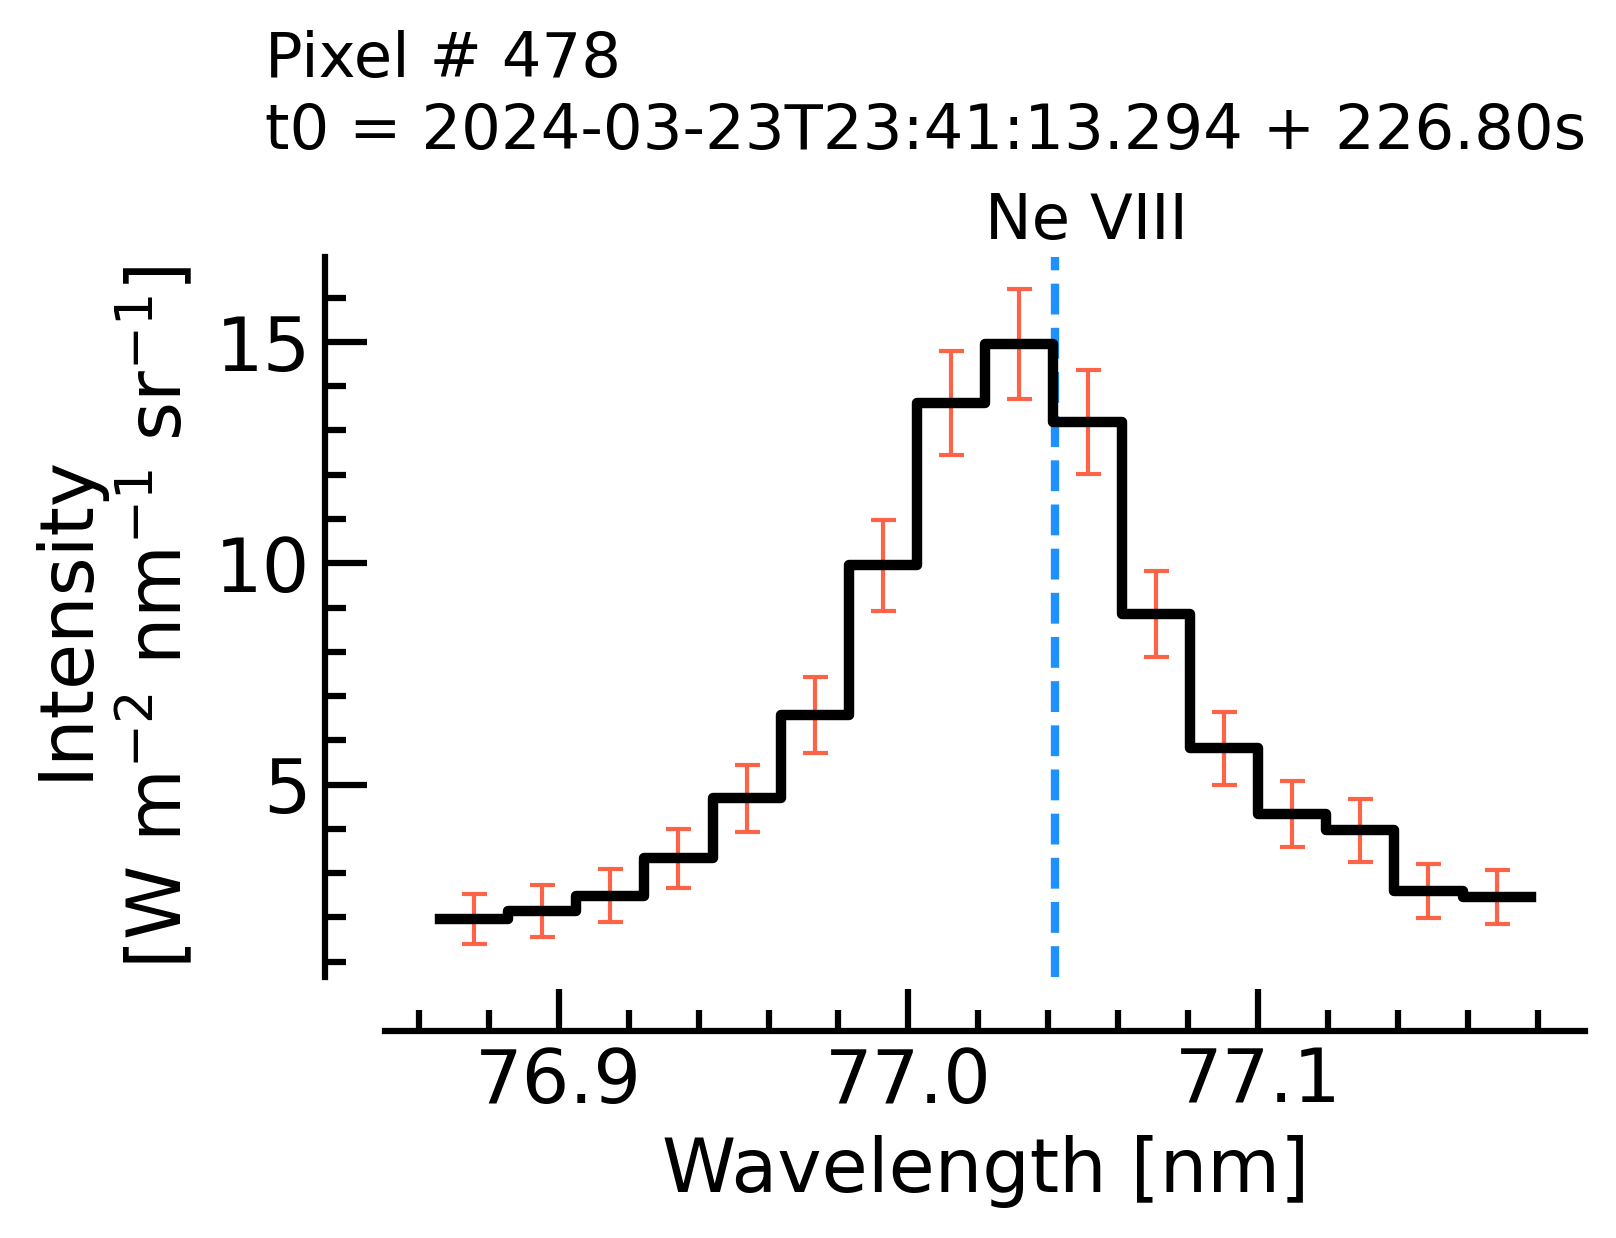 Pixel # 478
t0 = 2024-03-23T23:41:13.294 + 226.80s
Ne VIII
Intensity
[W m⁻² nm⁻¹ sr⁻¹]
15
10
5
76.9 77.0 77.1
Wavelength [nm]